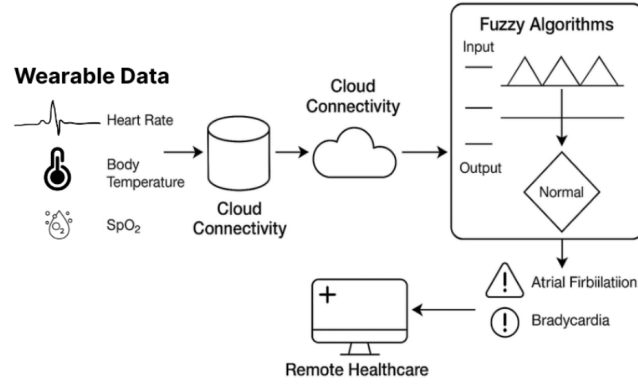 Wearable Data
Heart Rate
Body
Temperature
O2
SpO₂
Cloud
Connectivity
Cloud
Connectivity
Fuzzy Algorithms
Input
Output
Normal
Atrial Firbiilatiion
Bradycardia
Remote Healthcare